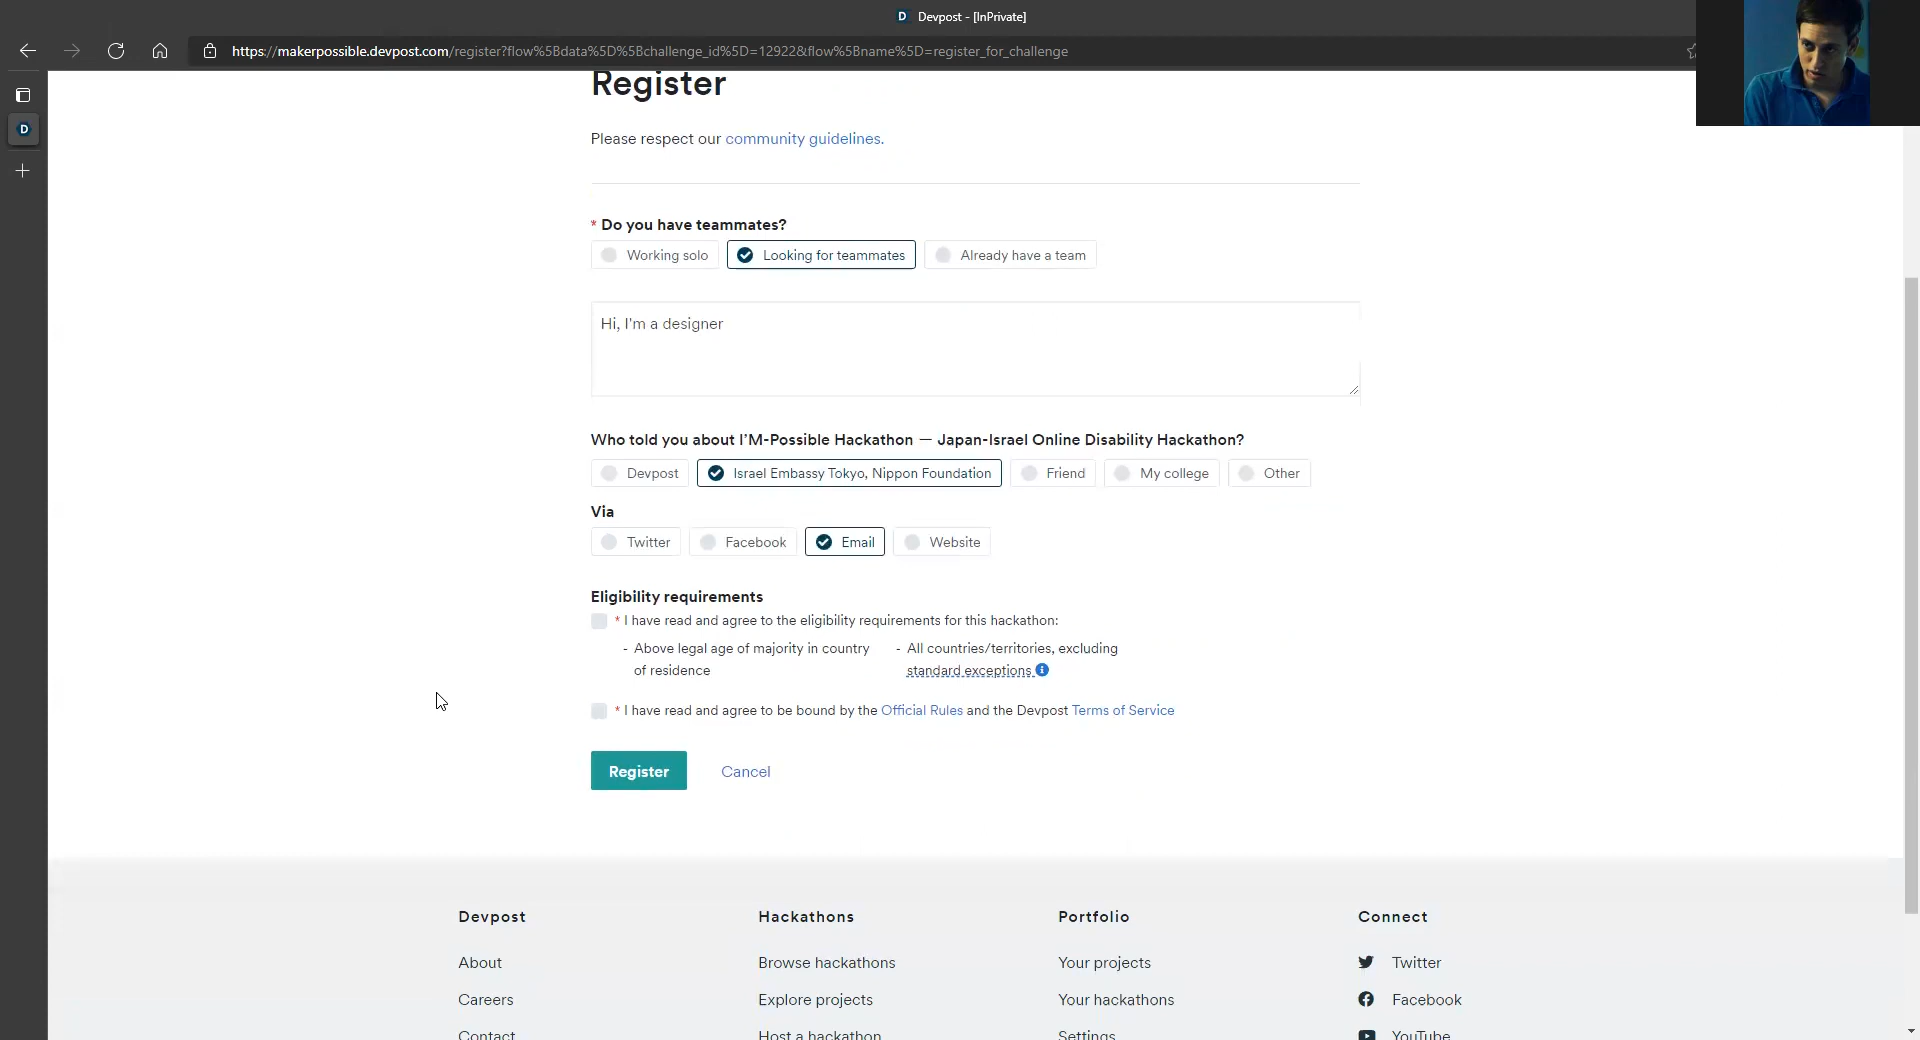 D Devpost - [InPrivate]
https://makerpossible.devpost.com/register?flow%5Bdata%5D%5Bchallenge_id%5D=12922&flow%5Bname%5D=register_for_challenge
D
Register
Please respect our community guidelines.
* Do you have teammates?
Working solo Looking for teammates Already have a team
Hi, I'm a designer
Who told you about I'M-Possible Hackathon — Japan-Israel Online Disability Hackathon?
Devpost Israel Embassy Tokyo, Nippon Foundation Friend My college Other
Via
Twitter Facebook Email Website
Eligibility requirements
* I have read and agree to the eligibility requirements for this hackathon:
- Above legal age of majority in country
of residence
- All countries/territories, excluding
standard exceptions
* I have read and agree to be bound by the Official Rules and the Devpost Terms of Service
Register Cancel
Devpost Hackathons Portfolio Connect
About Browse hackathons Your projects Twitter
Careers Explore projects Your hackathons Facebook
Contact Host a hackathon Settings YouTube